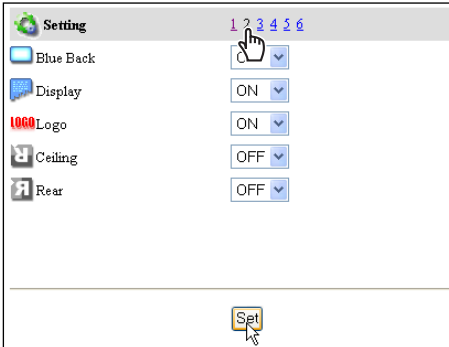 Setting 1 2 3 4 5 6
Blue Back
Display ON
LOGO Logo ON
Ceiling OFF
Rear OFF
Set